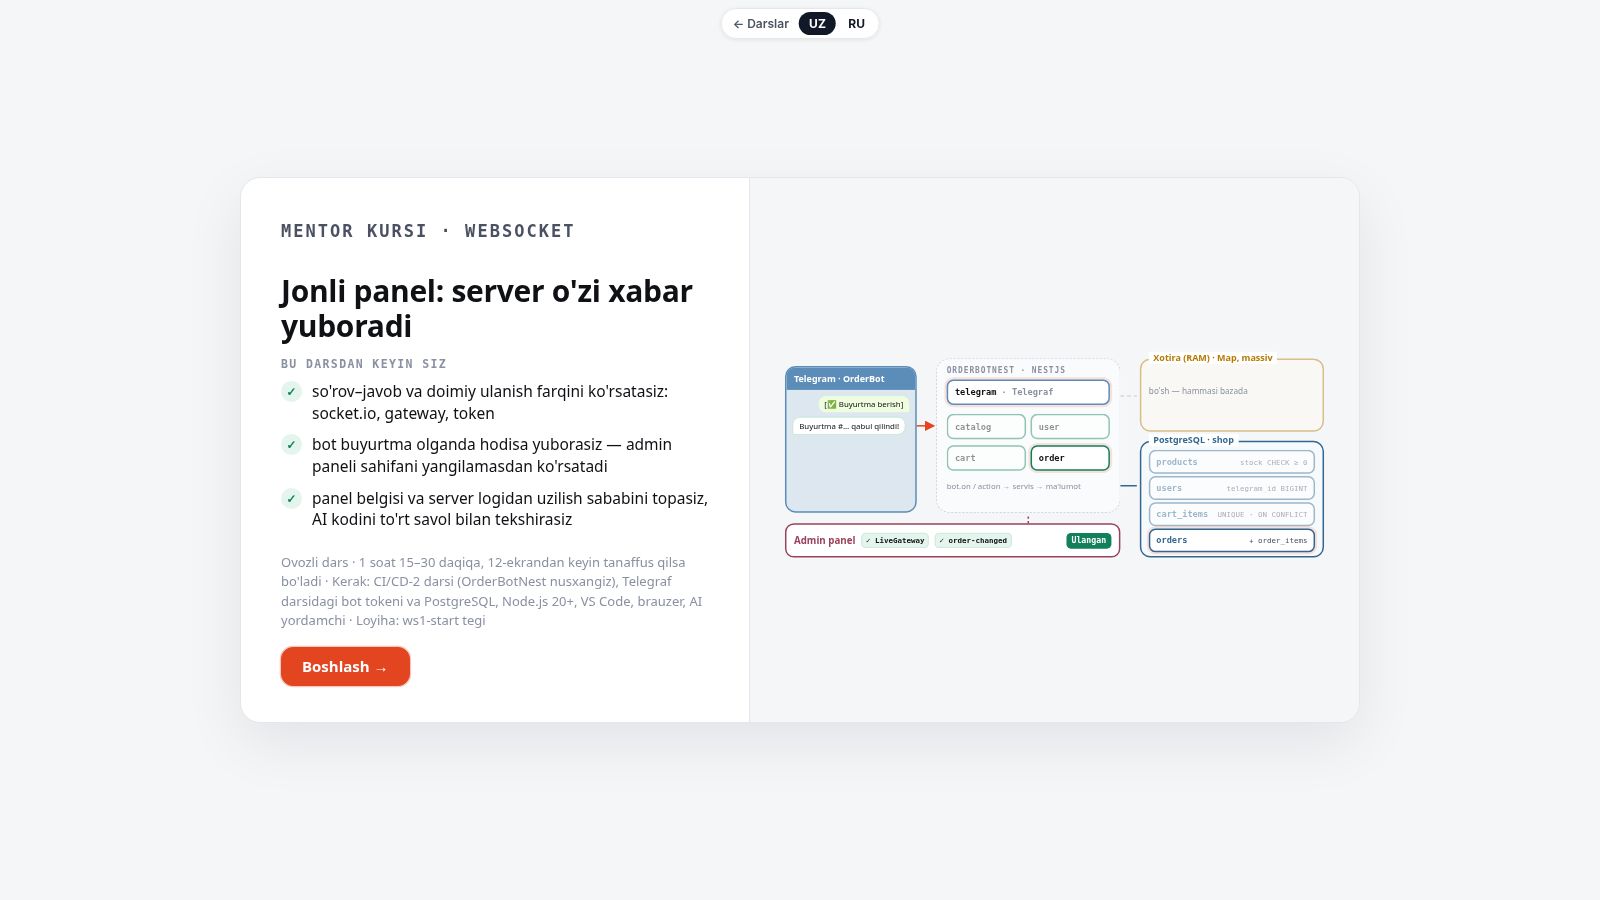 ← Darslar UZ RU
MENTOR KURSI · WEBSOCKET
Jonli panel: server o'zi xabar
yuboradi
BU DARSDAN KEYIN SIZ
✓ so'rov–javob va doimiy ulanish farqini ko'rsatasiz:
socket.io, gateway, token
✓ bot buyurtma olganda hodisa yuborasiz — admin
paneli sahifani yangilamasdan ko'rsatadi
✓ panel belgisi va server logidan uzilish sababini topasiz,
AI kodini to'rt savol bilan tekshirasiz
Ovozli dars · 1 soat 15–30 daqiqa, 12-ekrandan keyin tanaffus qilsa
bo'ladi · Kerak: CI/CD-2 darsi (OrderBotNest nusxangiz), Telegraf
darsidagi bot tokeni va PostgreSQL, Node.js 20+, VS Code, brauzer, AI
yordamchi · Loyiha: ws1-start tegi
Boshlash →
Telegram · OrderBot
[✅ Buyurtma berish]
Buyurtma #... qabul qilindi!
ORDERBOTNEST · NESTJS
telegram · Telegraf
catalog user
cart order
bot.on / action → servis → ma'lumot
Xotira (RAM) · Map, massiv
bo'sh — hammasi bazada
PostgreSQL · shop
products stock CHECK ≥ 0
users telegram id BIGINT
cart_items UNIQUE · ON CONFLICT
orders + order_items
Admin panel ✓ LiveGateway ✓ order-changed Ulangan